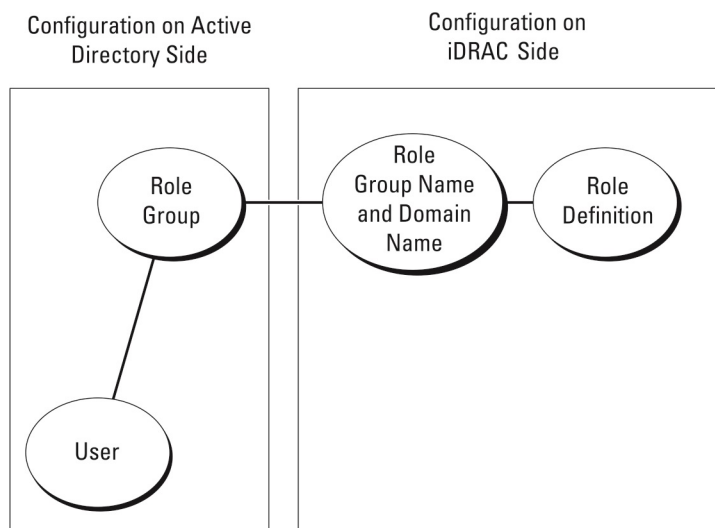 Configuration on Active
Directory Side
Configuration on
iDRAC Side
Role
Group
Role
Group Name
and Domain
Name
Role
Definition
User